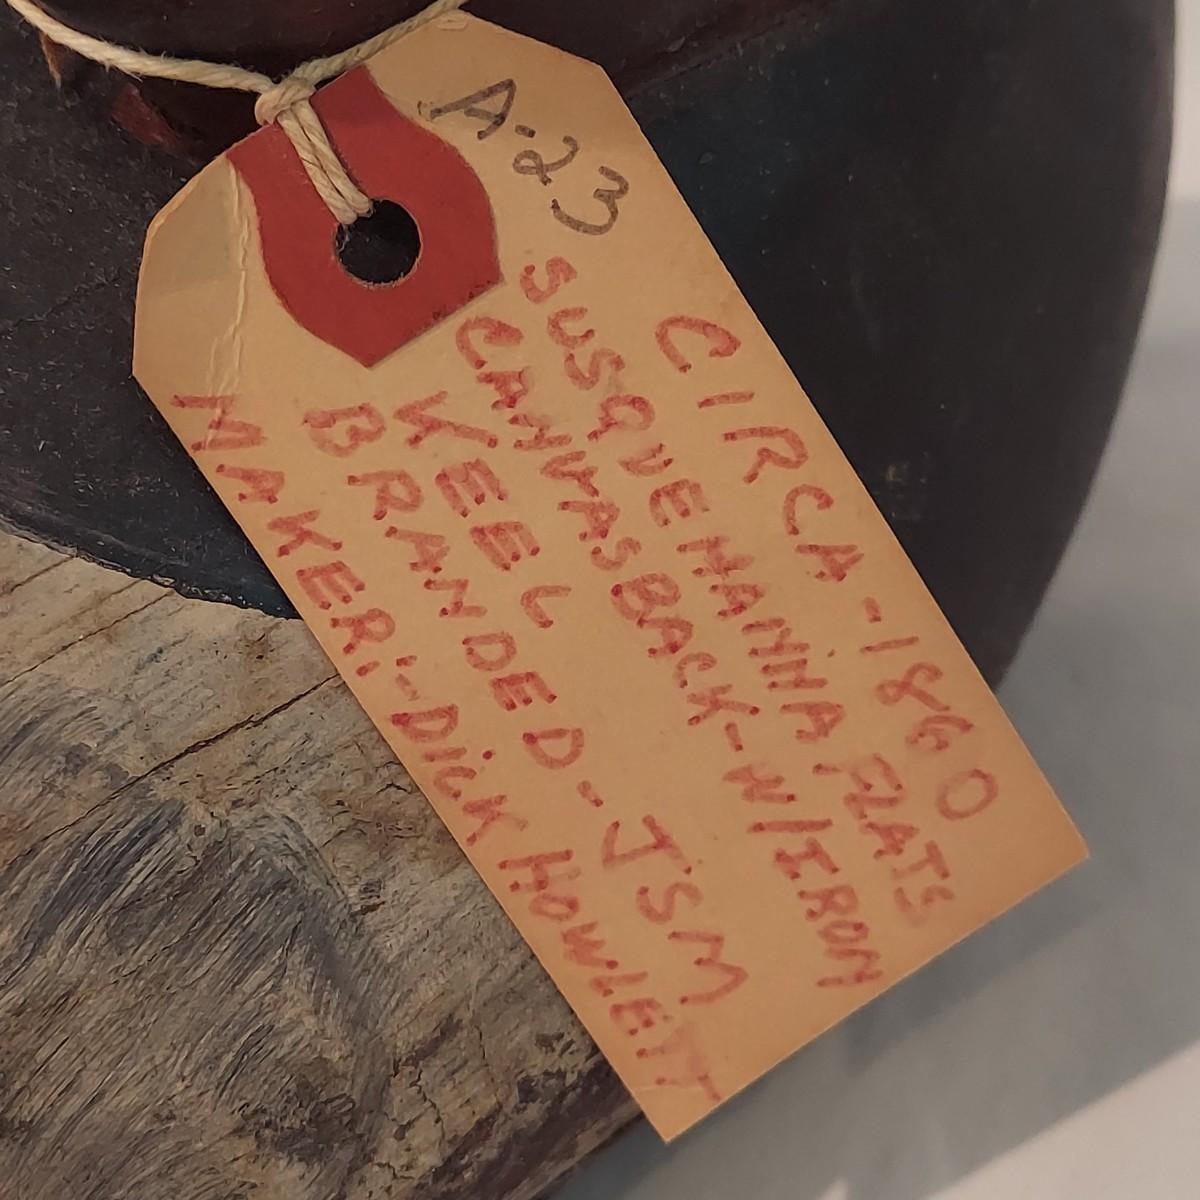 A-23
CIRCA - 1860
SUSQUEHANNA FLATS
CANVASBACK - W/IRON
KEEL
BRANDED - JSM
MAKER:- DICK HOWLETT